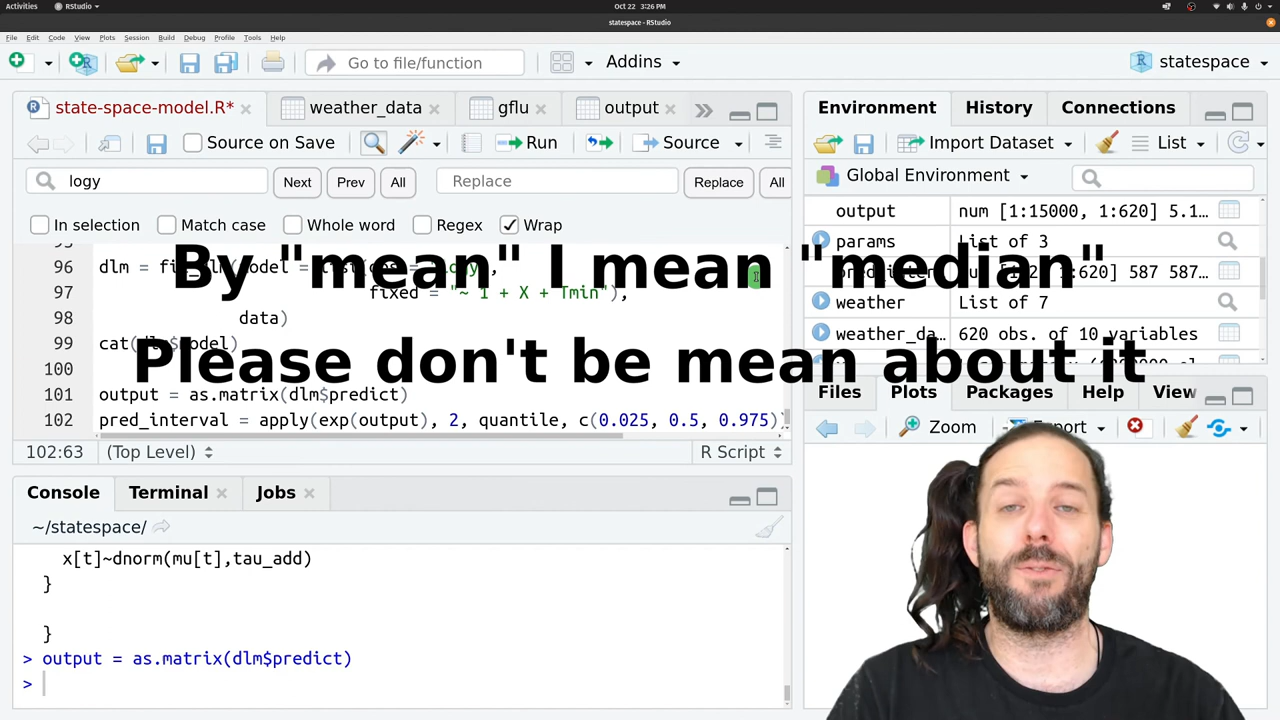 Activities RStudio Oct 22 3:26 PM
statespace - RStudio
File Edit Code View Plots Session Build Debug Profile Tools Help
Go to file/function Addins statespace
state-space-model.R* weather_data gflu output
Source on Save Run Source
logy Next Prev All Replace Replace All
In selection Match case Whole word Regex Wrap
By "mean" I mean "median"
Please don't be mean about it
96 dlm =
97 fixed = "~ 1 + X + Tmin"),
98 data)
99 cat(dlm$model)
100
101 output = as.matrix(dlm$predict)
102 pred_interval = apply(exp(output), 2, quantile, c(0.025, 0.5, 0.975)
102:63 (Top Level) R Script
Console Terminal Jobs
~/statespace/
x[t]~dnorm(mu[t],tau_add)
}
}
> output = as.matrix(dlm$predict)
>
Environment History Connections
Import Dataset List
Global Environment
output num [1:15000, 1:620] 5.1…
params List of 3
587 587…
weather List of 7
weather_da… 620 obs. of 10 variables
Files Plots Packages Help View
Zoom Export